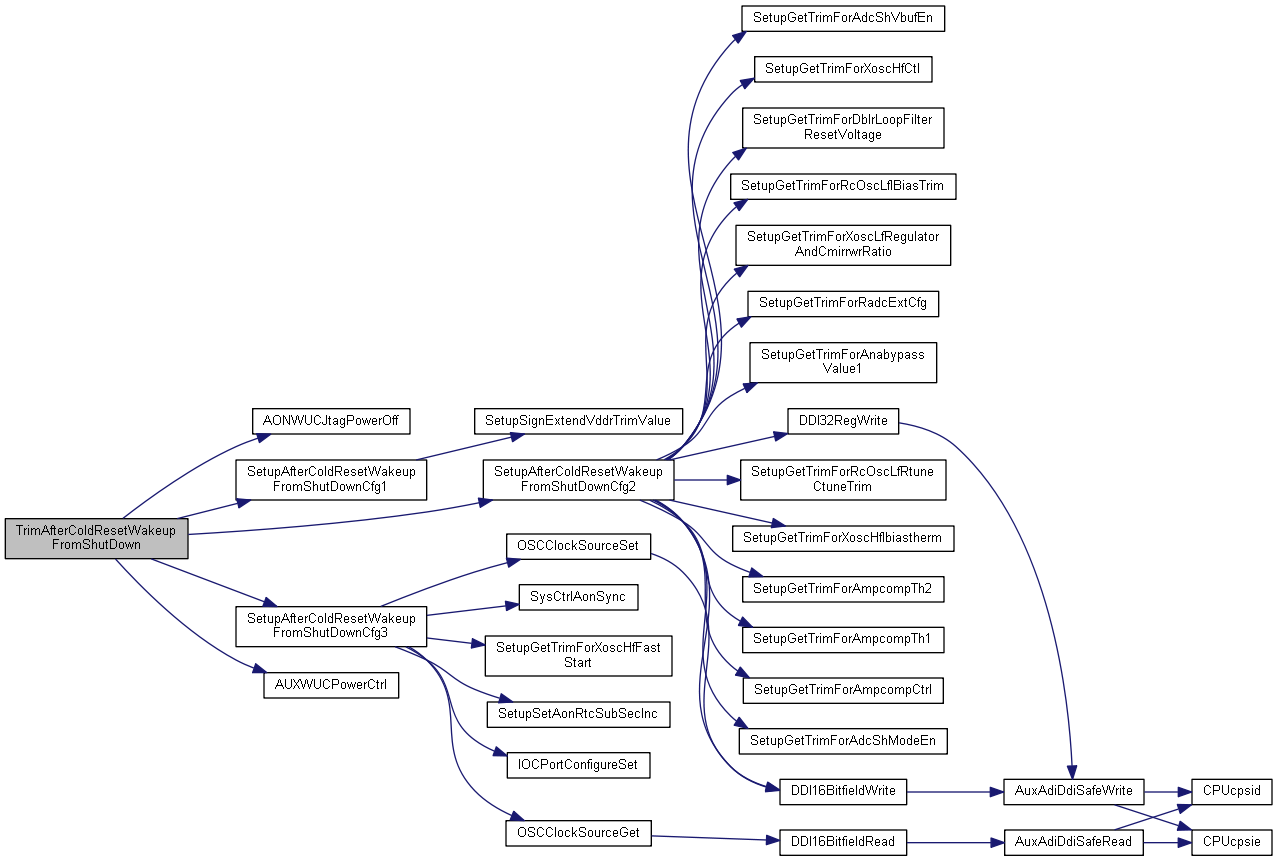 SetupGetTrimForAdcShVbufEn
SetupGetTrimForXoscHfCtl
SetupGetTrimForDblrLoopFilter
ResetVoltage
SetupGetTrimForRcOscLfIBiasTrim
SetupGetTrimForXoscLfRegulator
AndCmirrwrRatio
SetupGetTrimForRadcExtCfg
SetupGetTrimForAnabypass
Value1
AONWUCJtagPowerOff
SetupSignExtendVddrTrimValue
DDI32RegWrite
SetupAfterColdResetWakeup
FromShutDownCfg1
SetupAfterColdResetWakeup
FromShutDownCfg2
SetupGetTrimForRcOscLfRtune
CtuneTrim
TrimAfterColdResetWakeup
FromShutDown
OSCClockSourceSet
SetupGetTrimForXoscHfIbiastherm
SysCtrlAonSync
SetupGetTrimForAmpcompTh2
SetupAfterColdResetWakeup
FromShutDownCfg3
SetupGetTrimForXoscHfFast
Start
SetupGetTrimForAmpcompTh1
AUXWUCPowerCtrl
SetupSetAonRtcSubSecInc
SetupGetTrimForAmpcompCtrl
SetupGetTrimForAdcShModeEn
IOCPortConfigureSet
DDI16BitfieldWrite
AuxAdiDdiSafeWrite
CPUcpsid
OSCClockSourceGet
DDI16BitfieldRead
AuxAdiDdiSafeRead
CPUcpsie